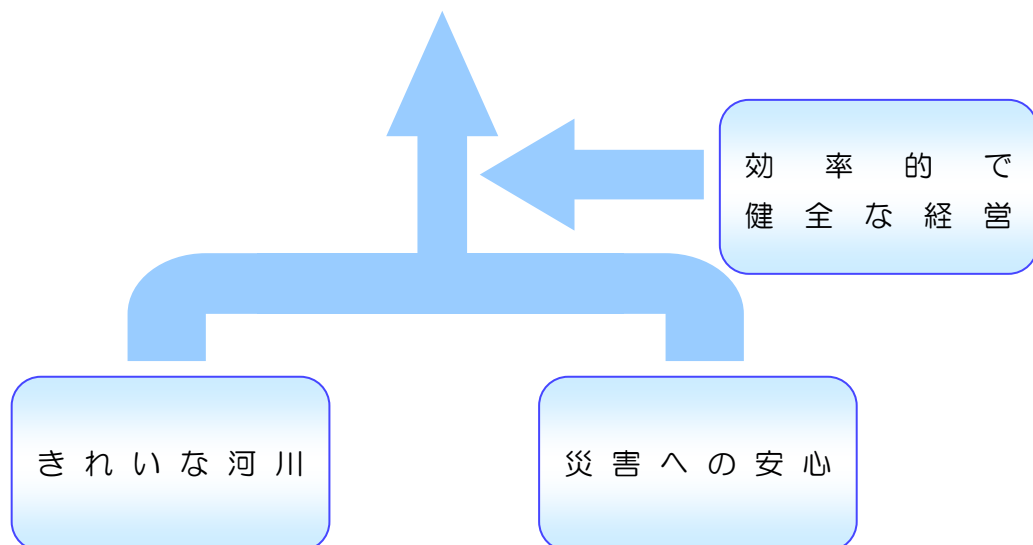 効率的で
健全な経営
きれいな河川
災害への安心